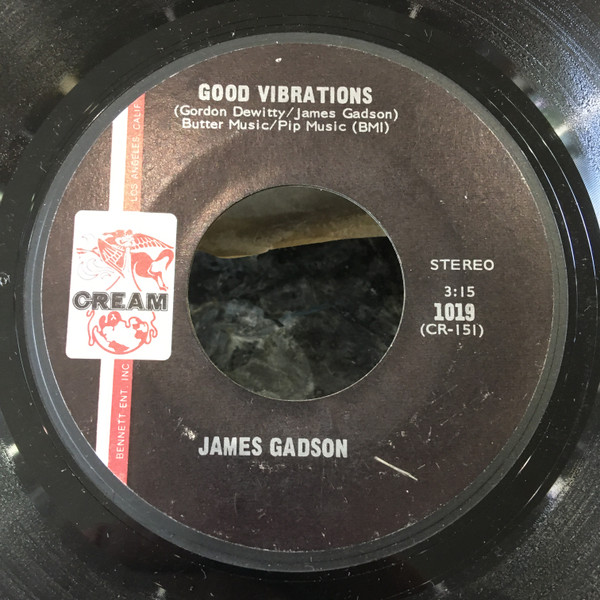 GOOD VIBRATIONS
(Gordon Dewitty/James Gadson)
Butter Music/Pip Music (BMI)
LOS ANGELES, CALIF.
CREAM
STEREO
3:15
1019
(CR-151)
BENNETT ENT. INC.
JAMES GADSON